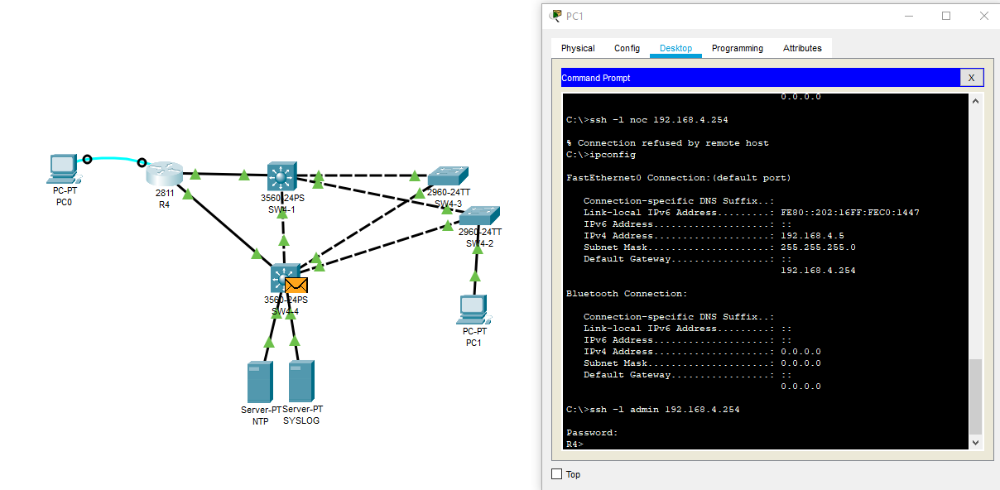 PC-PT
PC0
2811
R4
3560-24PS
SW4-1
2960-24TT
SW4-3
2960-24TT
SW4-2
3560-24PS
SW4-4
PC-PT
PC1
Server-PT
NTP
Server-PT
SYSLOG
PC1
Physical Config Desktop Programming Attributes
Command Prompt X
0.0.0.0
C:\>ssh -l noc 192.168.4.254
% Connection refused by remote host
C:\>ipconfig
FastEthernet0 Connection:(default port)
Connection-specific DNS Suffix..:
Link-local IPv6 Address.........: FE80::202:16FF:FEC0:1447
IPv6 Address....................: ::
IPv4 Address....................: 192.168.4.5
Subnet Mask.....................: 255.255.255.0
Default Gateway.................: ::
192.168.4.254
Bluetooth Connection:
Connection-specific DNS Suffix..:
Link-local IPv6 Address.........: ::
IPv6 Address....................: ::
IPv4 Address....................: 0.0.0.0
Subnet Mask.....................: 0.0.0.0
Default Gateway.................: ::
0.0.0.0
C:\>ssh -l admin 192.168.4.254
Password:
R4>
Top